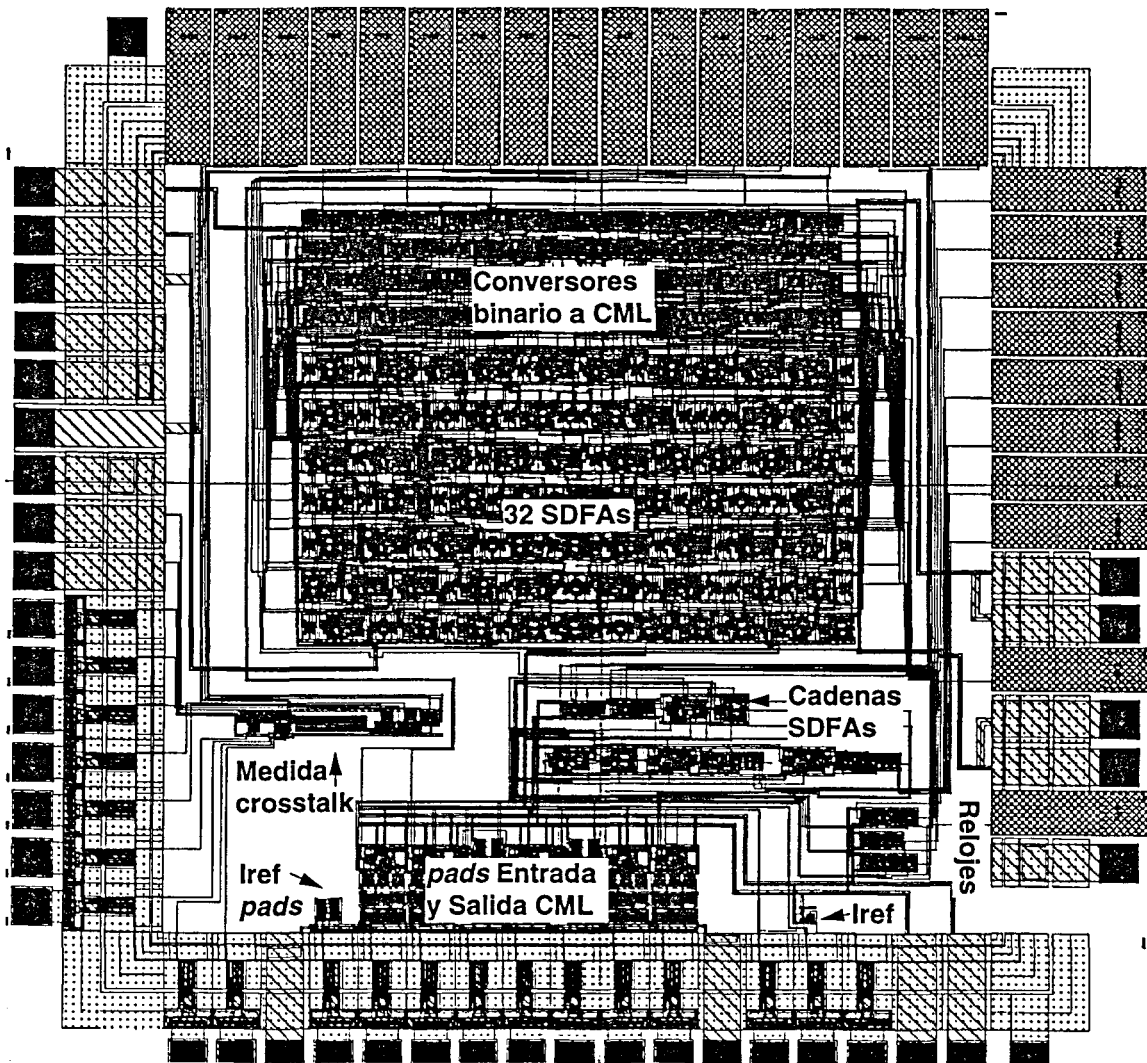 Conversores
binario a CML
32 SDFAs
Cadenas
SDFAs
Medida
crosstalk
Relojes
Iref
pads
pads Entrada
y Salida CML
Iref